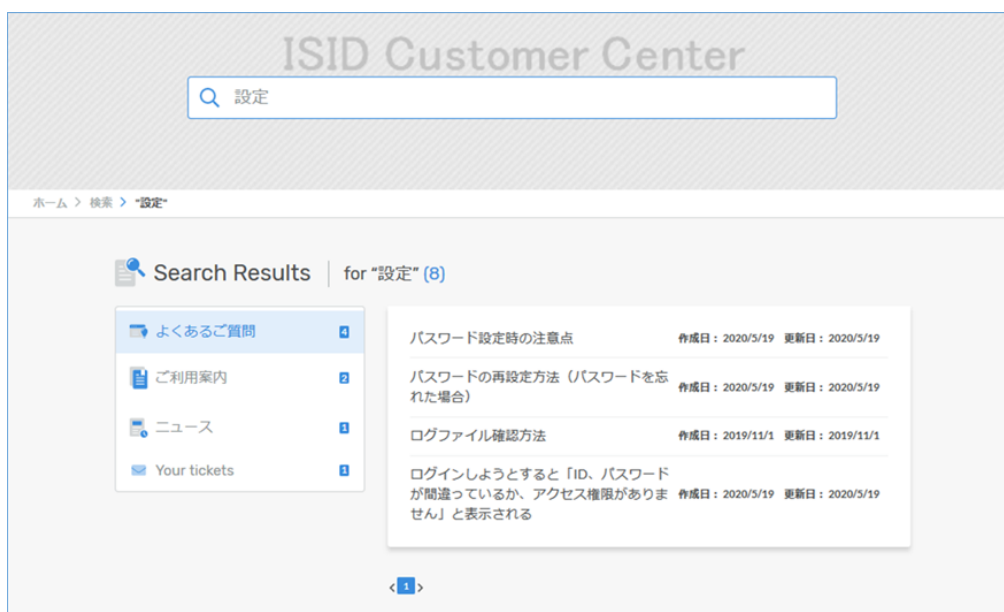 ISID Customer Center
設定
ホーム > 検索 > "設定"
Search Results for "設定" (8)
よくあるご質問 4
ご利用案内 2
ニュース 1
Your tickets 1
パスワード設定時の注意点 作成日: 2020/5/19 更新日: 2020/5/19
パスワードの再設定方法（パスワードを忘
れた場合） 作成日: 2020/5/19 更新日: 2020/5/19
ログファイル確認方法 作成日: 2019/11/1 更新日: 2019/11/1
ログインしようとすると「ID、パスワード
が間違っているか、アクセス権限がありま 作成日: 2020/5/19 更新日: 2020/5/19
せん」と表示される
< 1 >